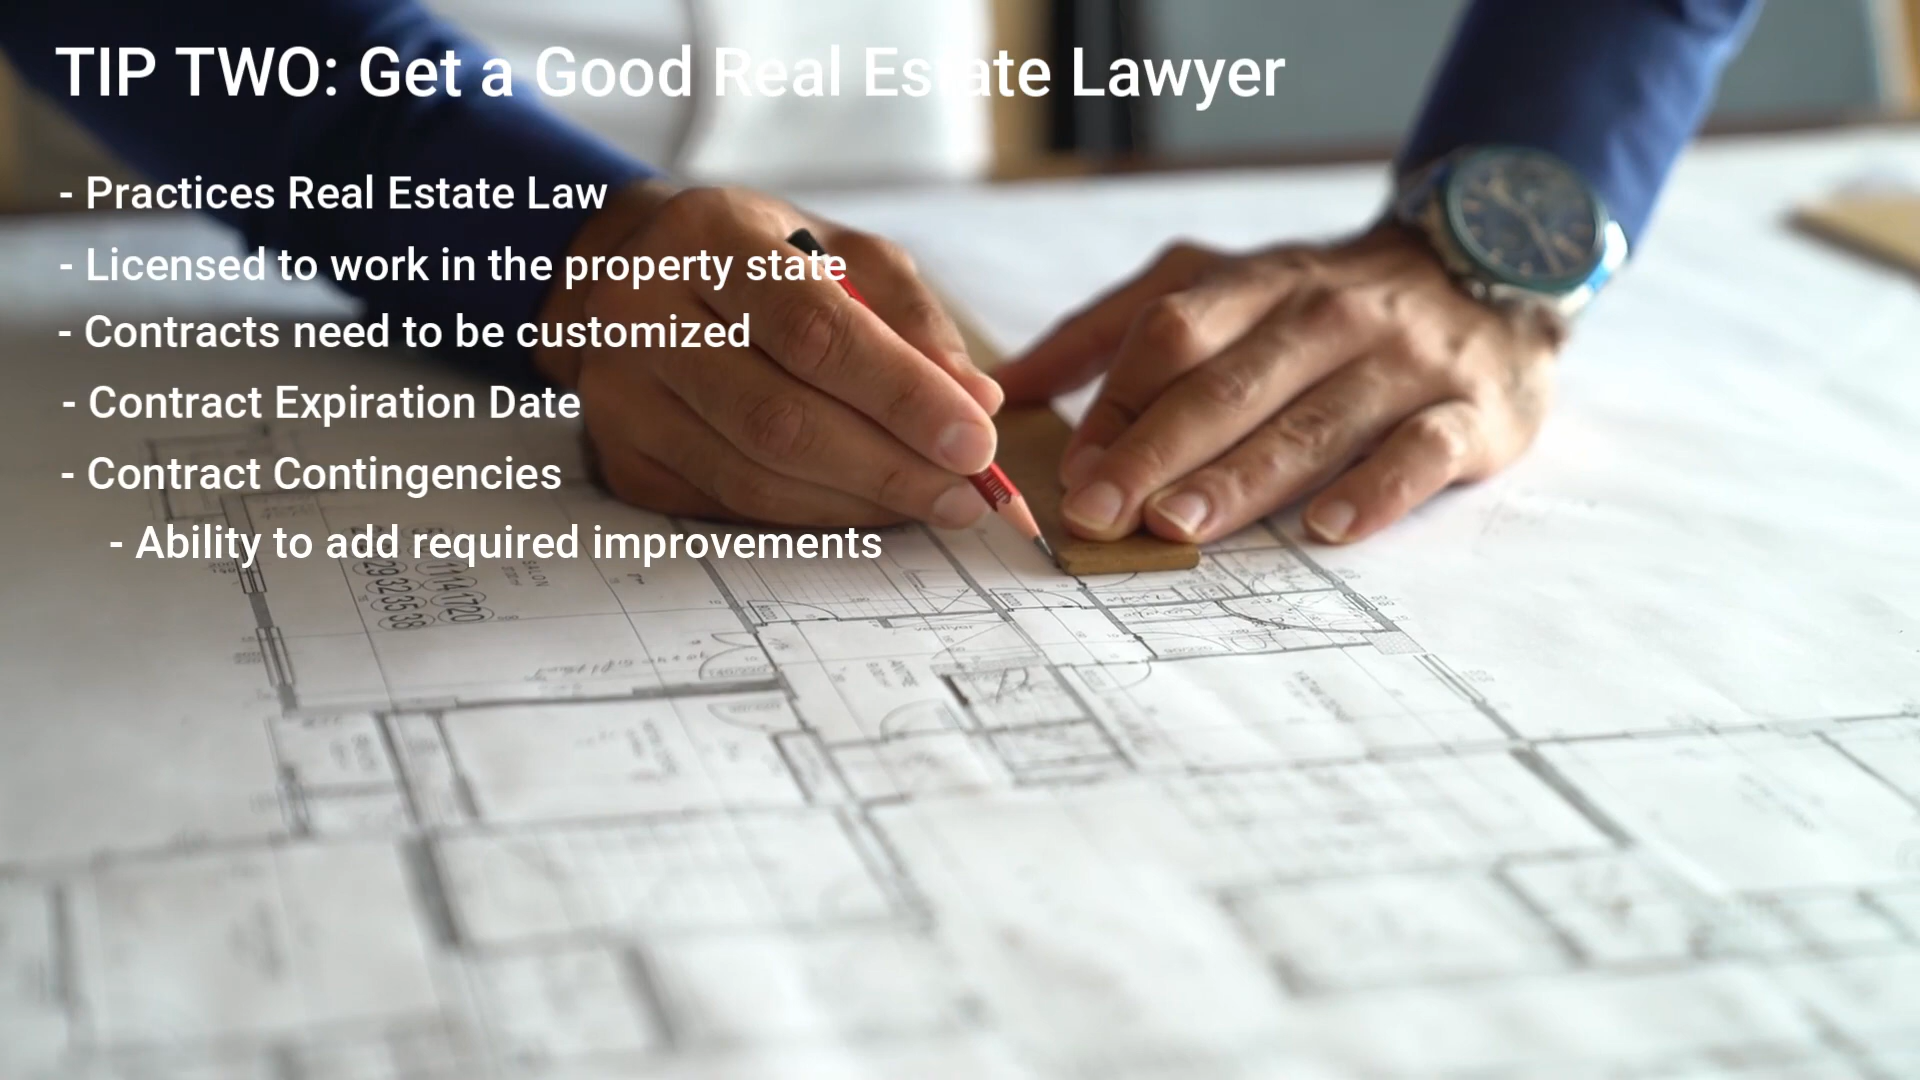 TIP TWO: Get a Good Real Estate Lawyer
- Practices Real Estate Law
- Licensed to work in the property state
- Contracts need to be customized
- Contract Expiration Date
- Contract Contingencies
- Ability to add required improvements
SALON